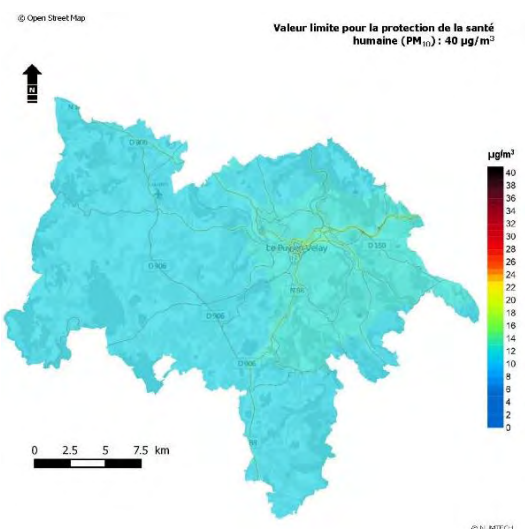 © Open Street Map
Valeur limite pour la protection de la santé
humaine (PM₁₀) : 40 µg/m³
N
D 906
Le Puy-en-Velay
D 150
D 906
N 88
D 906
D 906
µg/m³
40
38
36
34
32
30
28
26
24
22
20
18
16
14
12
10
8
6
4
2
0
0 2.5 5 7.5 km
© NUMTECH